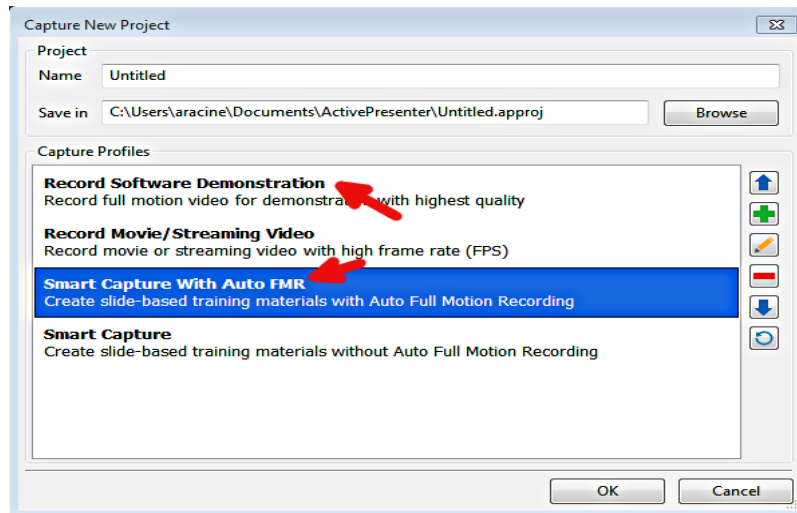 Capture New Project
Project
Name Untitled
Save in C:\Users\aracine\Documents\ActivePresenter\Untitled.approj Browse
Capture Profiles
Record Software Demonstration
Record full motion video for demonstration with highest quality
Record Movie/Streaming Video
Record movie or streaming video with high frame rate (FPS)
Smart Capture With Auto FMR
Create slide-based training materials with Auto Full Motion Recording
Smart Capture
Create slide-based training materials without Auto Full Motion Recording
OK Cancel